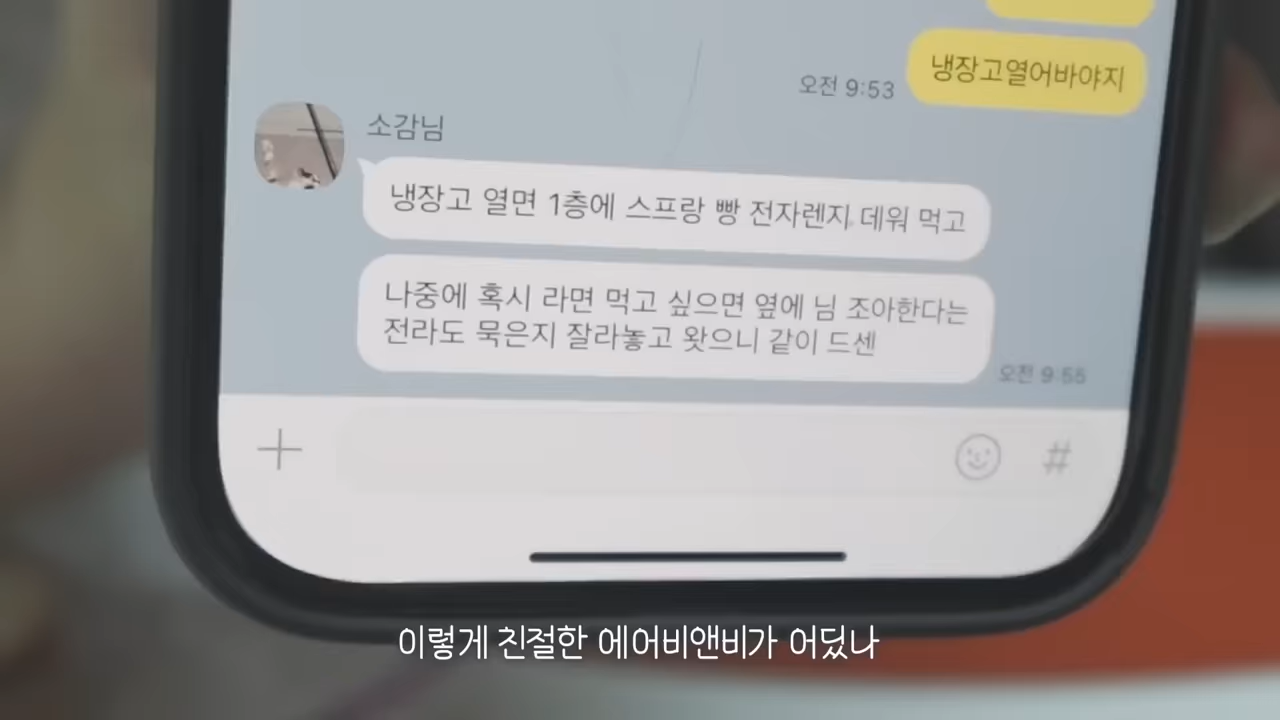 냉장고열어바야지
오전 9:53
소감님
냉장고 열면 1층에 스프랑 빵 전자렌지 데워 먹고
나중에 혹시 라면 먹고 싶으면 옆에 님 조아한다는
전라도 묵은지 잘라놓고 왓으니 같이 드센
오전 9:55
이렇게 친절한 에어비앤비가 어딨나